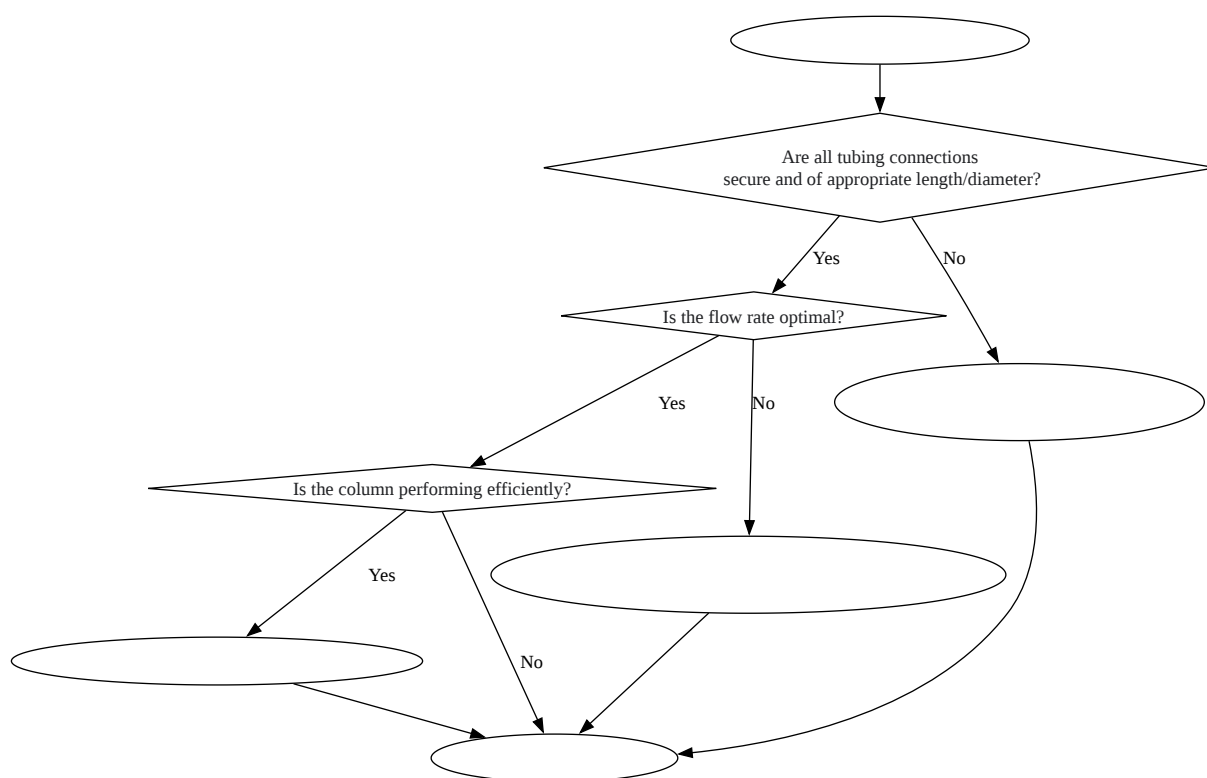 Are all tubing connections
secure and of appropriate length/diameter?
Yes
No
Is the flow rate optimal?
Yes
No
Is the column performing efficiently?
Yes
No